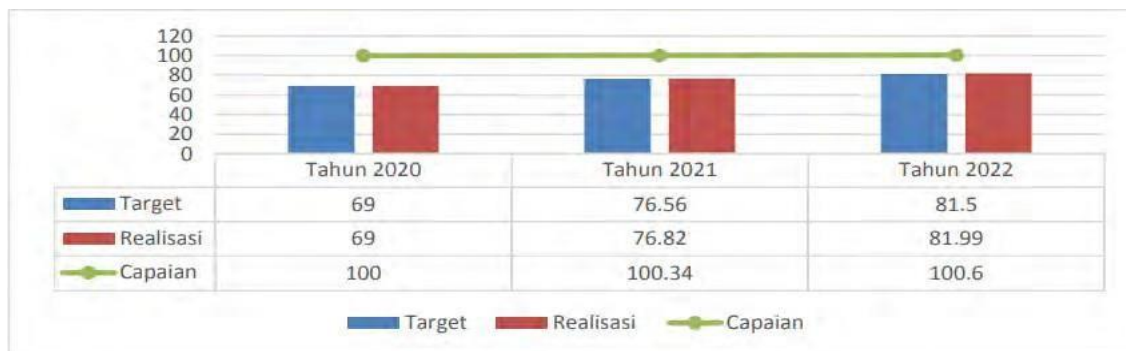 120
100
80
60
40
20
0
Tahun 2020 Tahun 2021 Tahun 2022
Target 69 76.56 81.5
Realisasi 69 76.82 81.99
Capaian 100 100.34 100.6
Target Realisasi Capaian